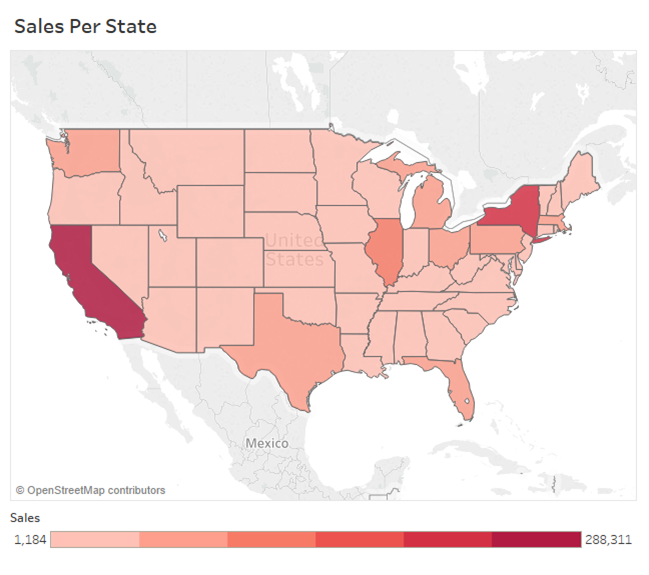 Sales Per State
United
States
Mexico
© OpenStreetMap contributors
Sales
1,184 288,311